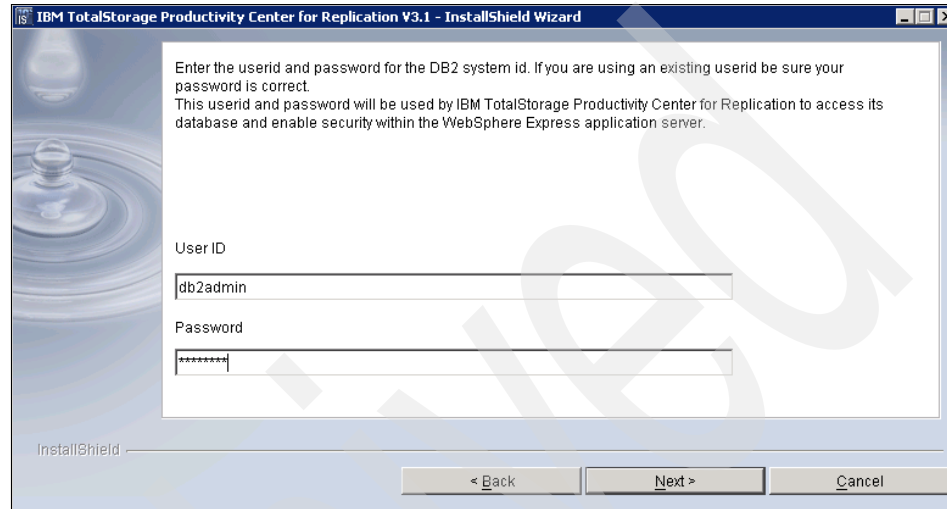 IBM TotalStorage Productivity Center for Replication V3.1 - InstallShield Wizard
Enter the userid and password for the DB2 system id. If you are using an existing userid be sure your
password is correct.
This userid and password will be used by IBM TotalStorage Productivity Center for Replication to access its
database and enable security within the WebSphere Express application server.
User ID
db2admin
Password
********
InstallShield
< Back Next > Cancel